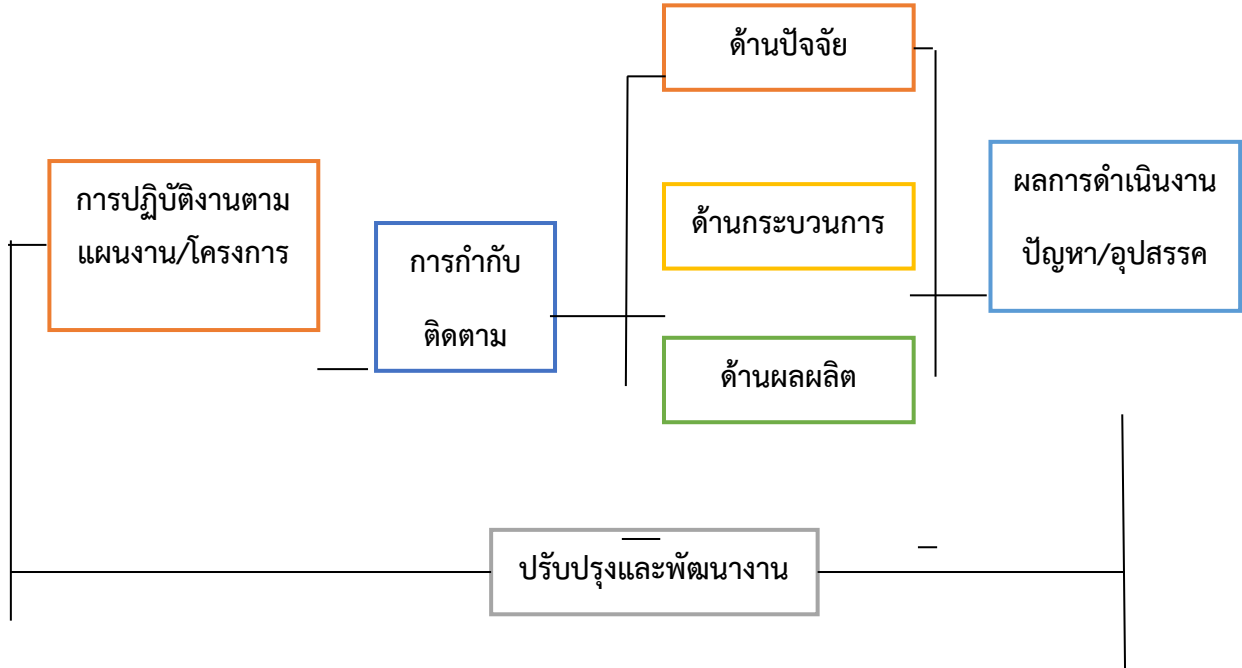 การปฏิบัติงานตาม
แผนงาน/โครงการ
การกำกับ
ติดตาม
ด้านปัจจัย
ด้านกระบวนการ
ด้านผลผลิต
ผลการดำเนินงาน
ปัญหา/อุปสรรค
ปรับปรุงและพัฒนางาน